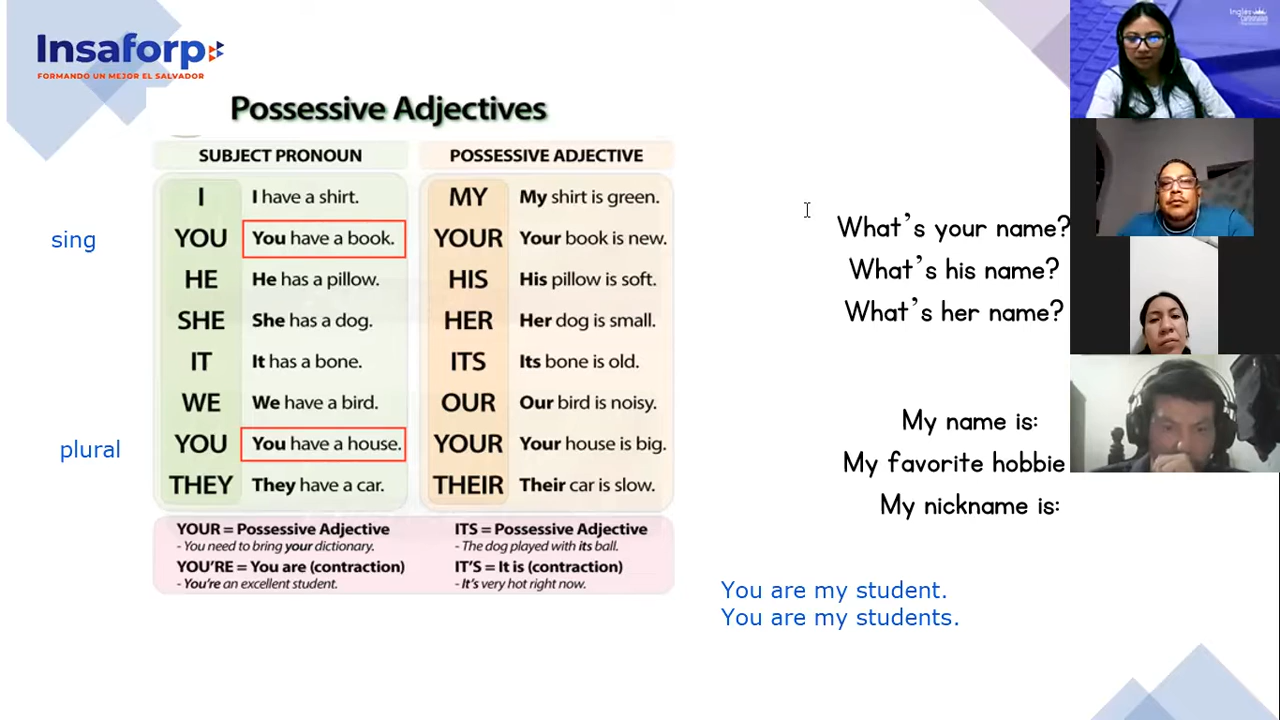 Insaforp
FORMANDO UN MEJOR EL SALVADOR
Possessive Adjectives
SUBJECT PRONOUN POSSESSIVE ADJECTIVE
I I have a shirt. MY My shirt is green.
sing YOU You have a book. YOUR Your book is new.
HE He has a pillow. HIS His pillow is soft.
SHE She has a dog. HER Her dog is small.
IT It has a bone. ITS Its bone is old.
WE We have a bird. OUR Our bird is noisy.
plural YOU You have a house. YOUR Your house is big.
THEY They have a car. THEIR Their car is slow.
YOUR = Possessive Adjective
- You need to bring your dictionary.
YOU'RE = You are (contraction)
- You're an excellent student.
ITS = Possessive Adjective
- The dog played with its ball.
IT'S = It is (contraction)
- It's very hot right now.
What's your name?
What's his name?
What's her name?
My name is:
My favorite hobbie
My nickname is:
You are my student.
You are my students.
Inglés